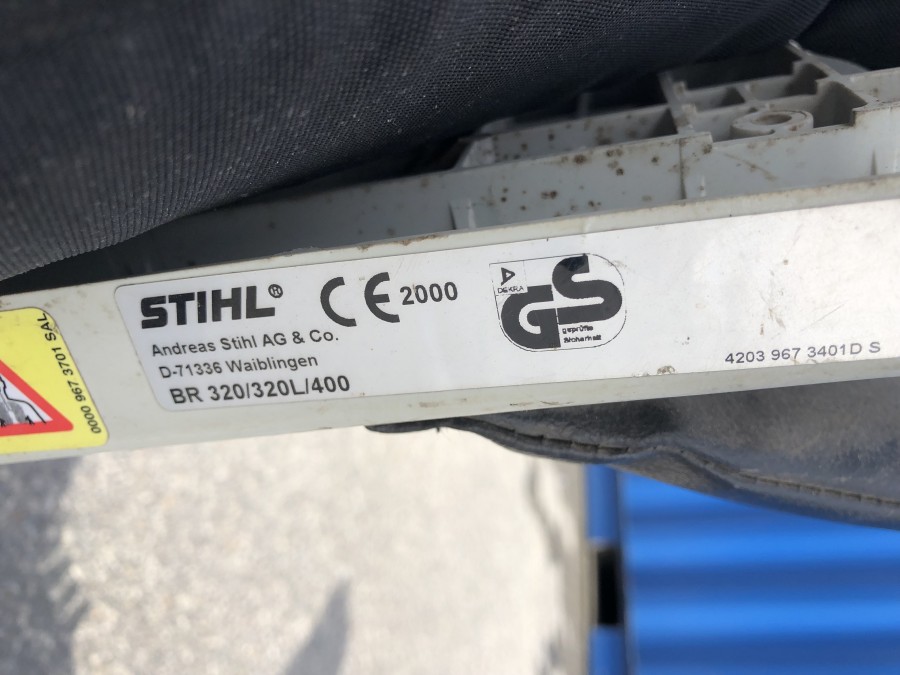 STIHL®
CE 2000
Andreas Stihl AG & Co.
D-71336 Waiblingen
BR 320/320L/400
DEKRA
GS
geprüfte
Sicherheit
4203 967 3401D S
0000 967 3701 SAL